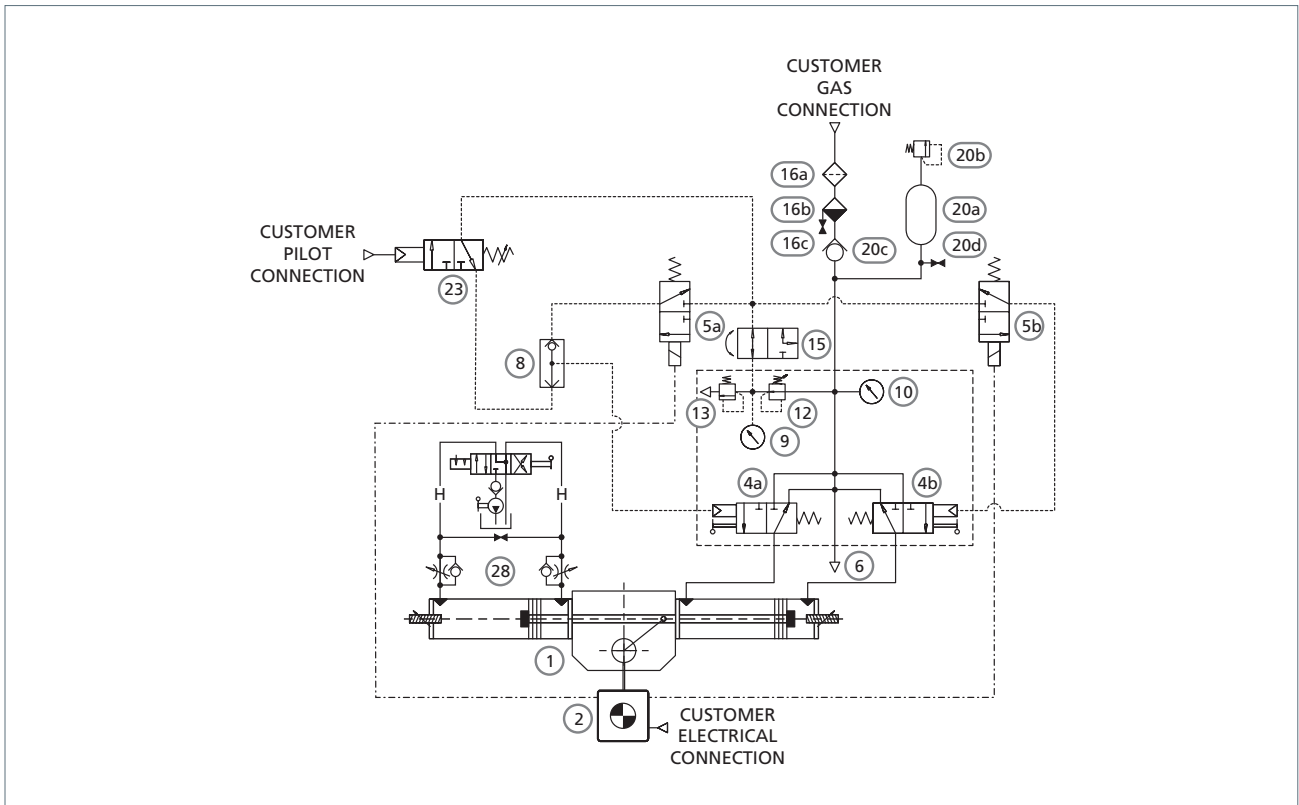 CUSTOMER
GAS
CONNECTION
16a
20b
16b
20a
16c
20c
20d
CUSTOMER
PILOT
CONNECTION
23
5a
5b
15
8
13
12
10
9
4a
4b
H
H
28
6
1
2
CUSTOMER
ELECTRICAL
CONNECTION